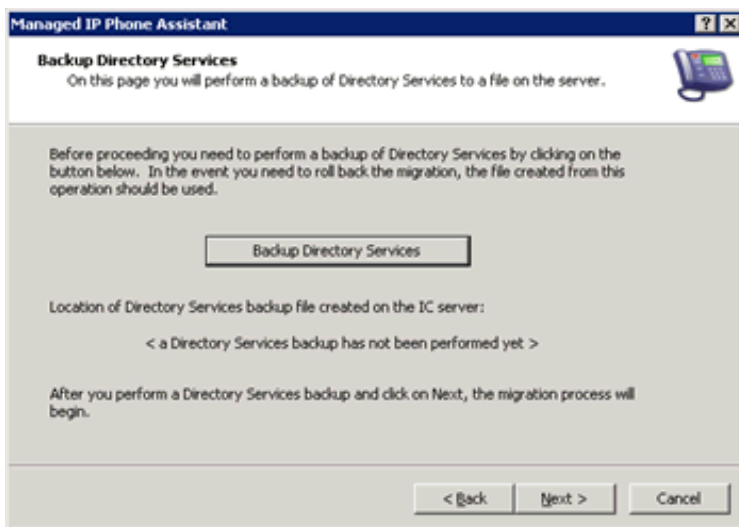 Managed IP Phone Assistant
Backup Directory Services
On this page you will perform a backup of Directory Services to a file on the server.
Before proceeding you need to perform a backup of Directory Services by clicking on the
button below. In the event you need to roll back the migration, the file created from this
operation should be used.
Backup Directory Services
Location of Directory Services backup file created on the IC server:
< a Directory Services backup has not been performed yet >
After you perform a Directory Services backup and click on Next, the migration process will
begin.
< Back Next > Cancel